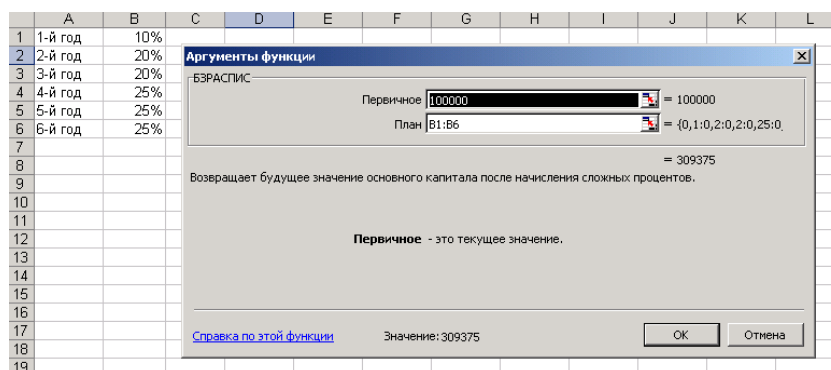 A B C D E F G H I J K L
1 1-й год 10%
2 2-й год 20%
3 3-й год 20%
4 4-й год 25%
5 5-й год 25%
6 6-й год 25%
7
8
9
10
11
12
13
14
15
16
17
18
19
Аргументы функции
БЗРАСПИС
Первичное 100000 = 100000
План B1:B6 = {0,1:0,2:0,2:0,25:0,
= 309375
Возвращает будущее значение основного капитала после начисления сложных процентов.
Первичное - это текущее значение.
Справка по этой функции Значение:309375 ОК Отмена